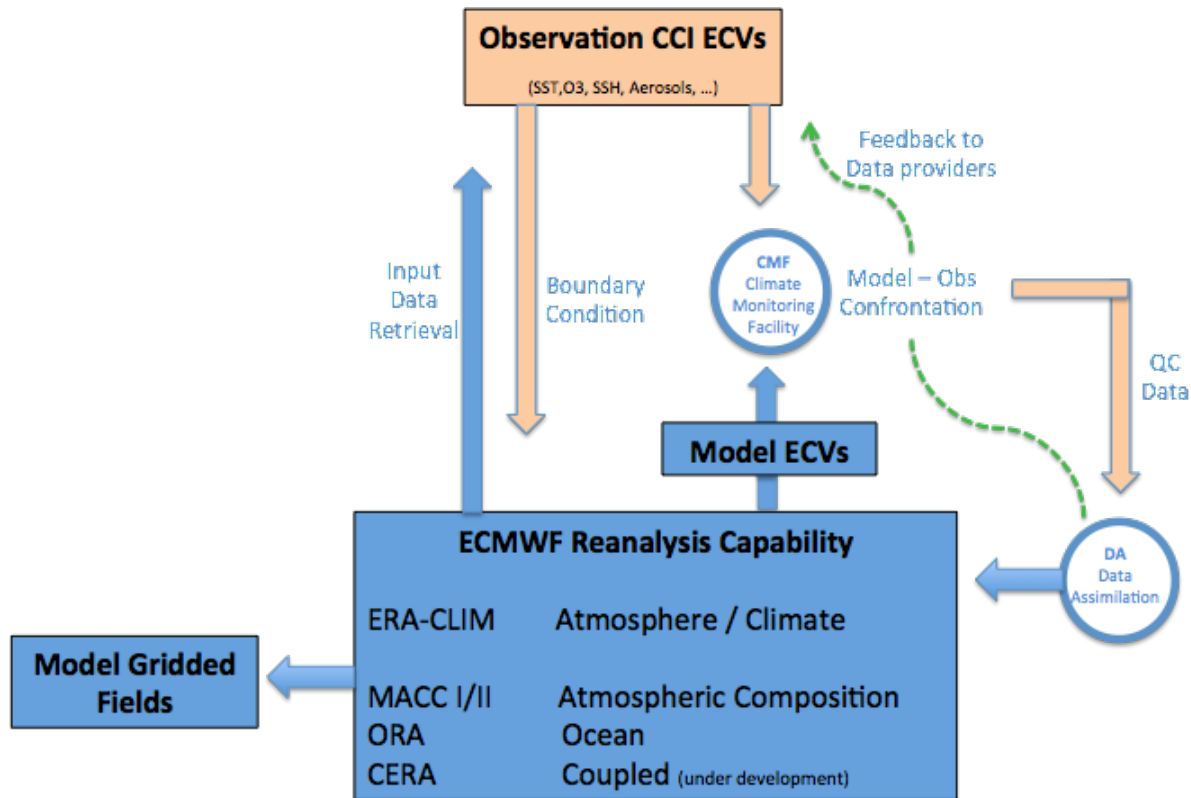 Observation CCI ECVs
(SST,O3, SSH, Aerosols, ...)
Feedback to
Data providers
Input
Data
Retrieval
Boundary
Condition
CMF
Climate
Monitoring
Facility
Model – Obs
Confrontation
QC
Data
Model ECVs
ECMWF Reanalysis Capability
ERA-CLIM Atmosphere / Climate
MACC I/II Atmospheric Composition
ORA Ocean
CERA Coupled (under development)
DA
Data
Assimilation
Model Gridded
Fields